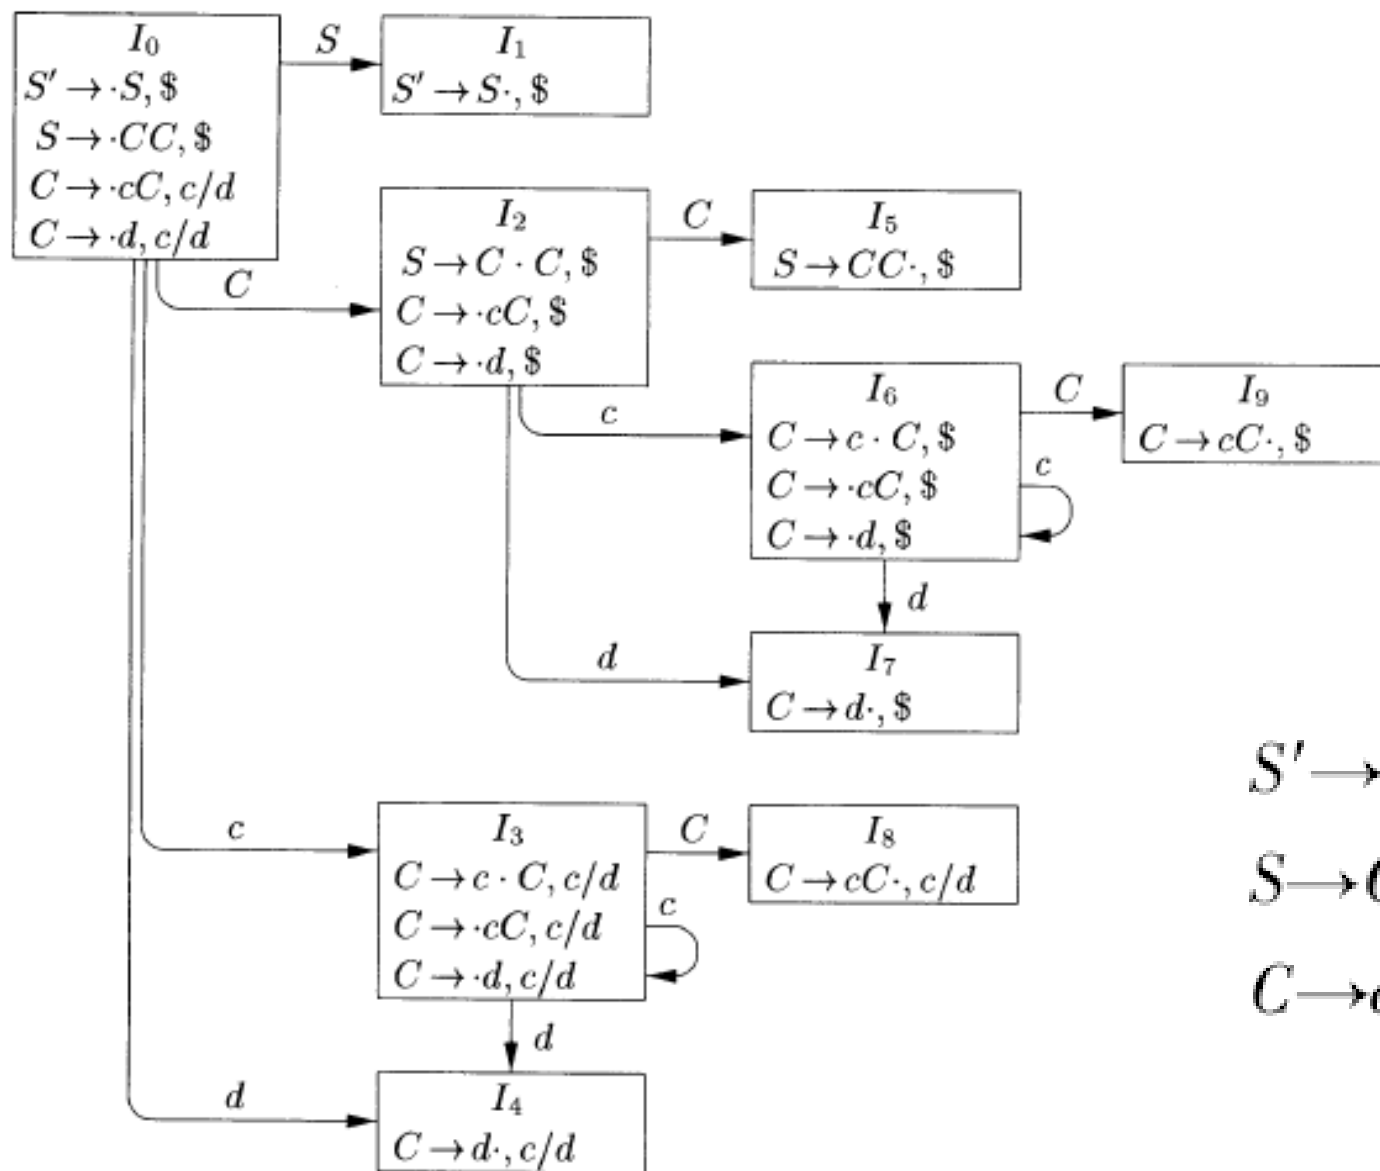 I₀
S′ → ·S, $
S → ·CC, $
C → ·cC, c/d
C → ·d, c/d
S
I₁
S′ → S·, $
C
I₂
S → C · C, $
C → ·cC, $
C → ·d, $
C
I₅
S → CC·, $
c
I₆
C → c · C, $
C → ·cC, $
C → ·d, $
C
I₉
C → cC·, $
c
d
d
I₇
C → d·, $
c
I₃
C → c · C, c/d
C → ·cC, c/d
C → ·d, c/d
C
I₈
C → cC·, c/d
c
d
d
I₄
C → d·, c/d
S′ →
S →
C →